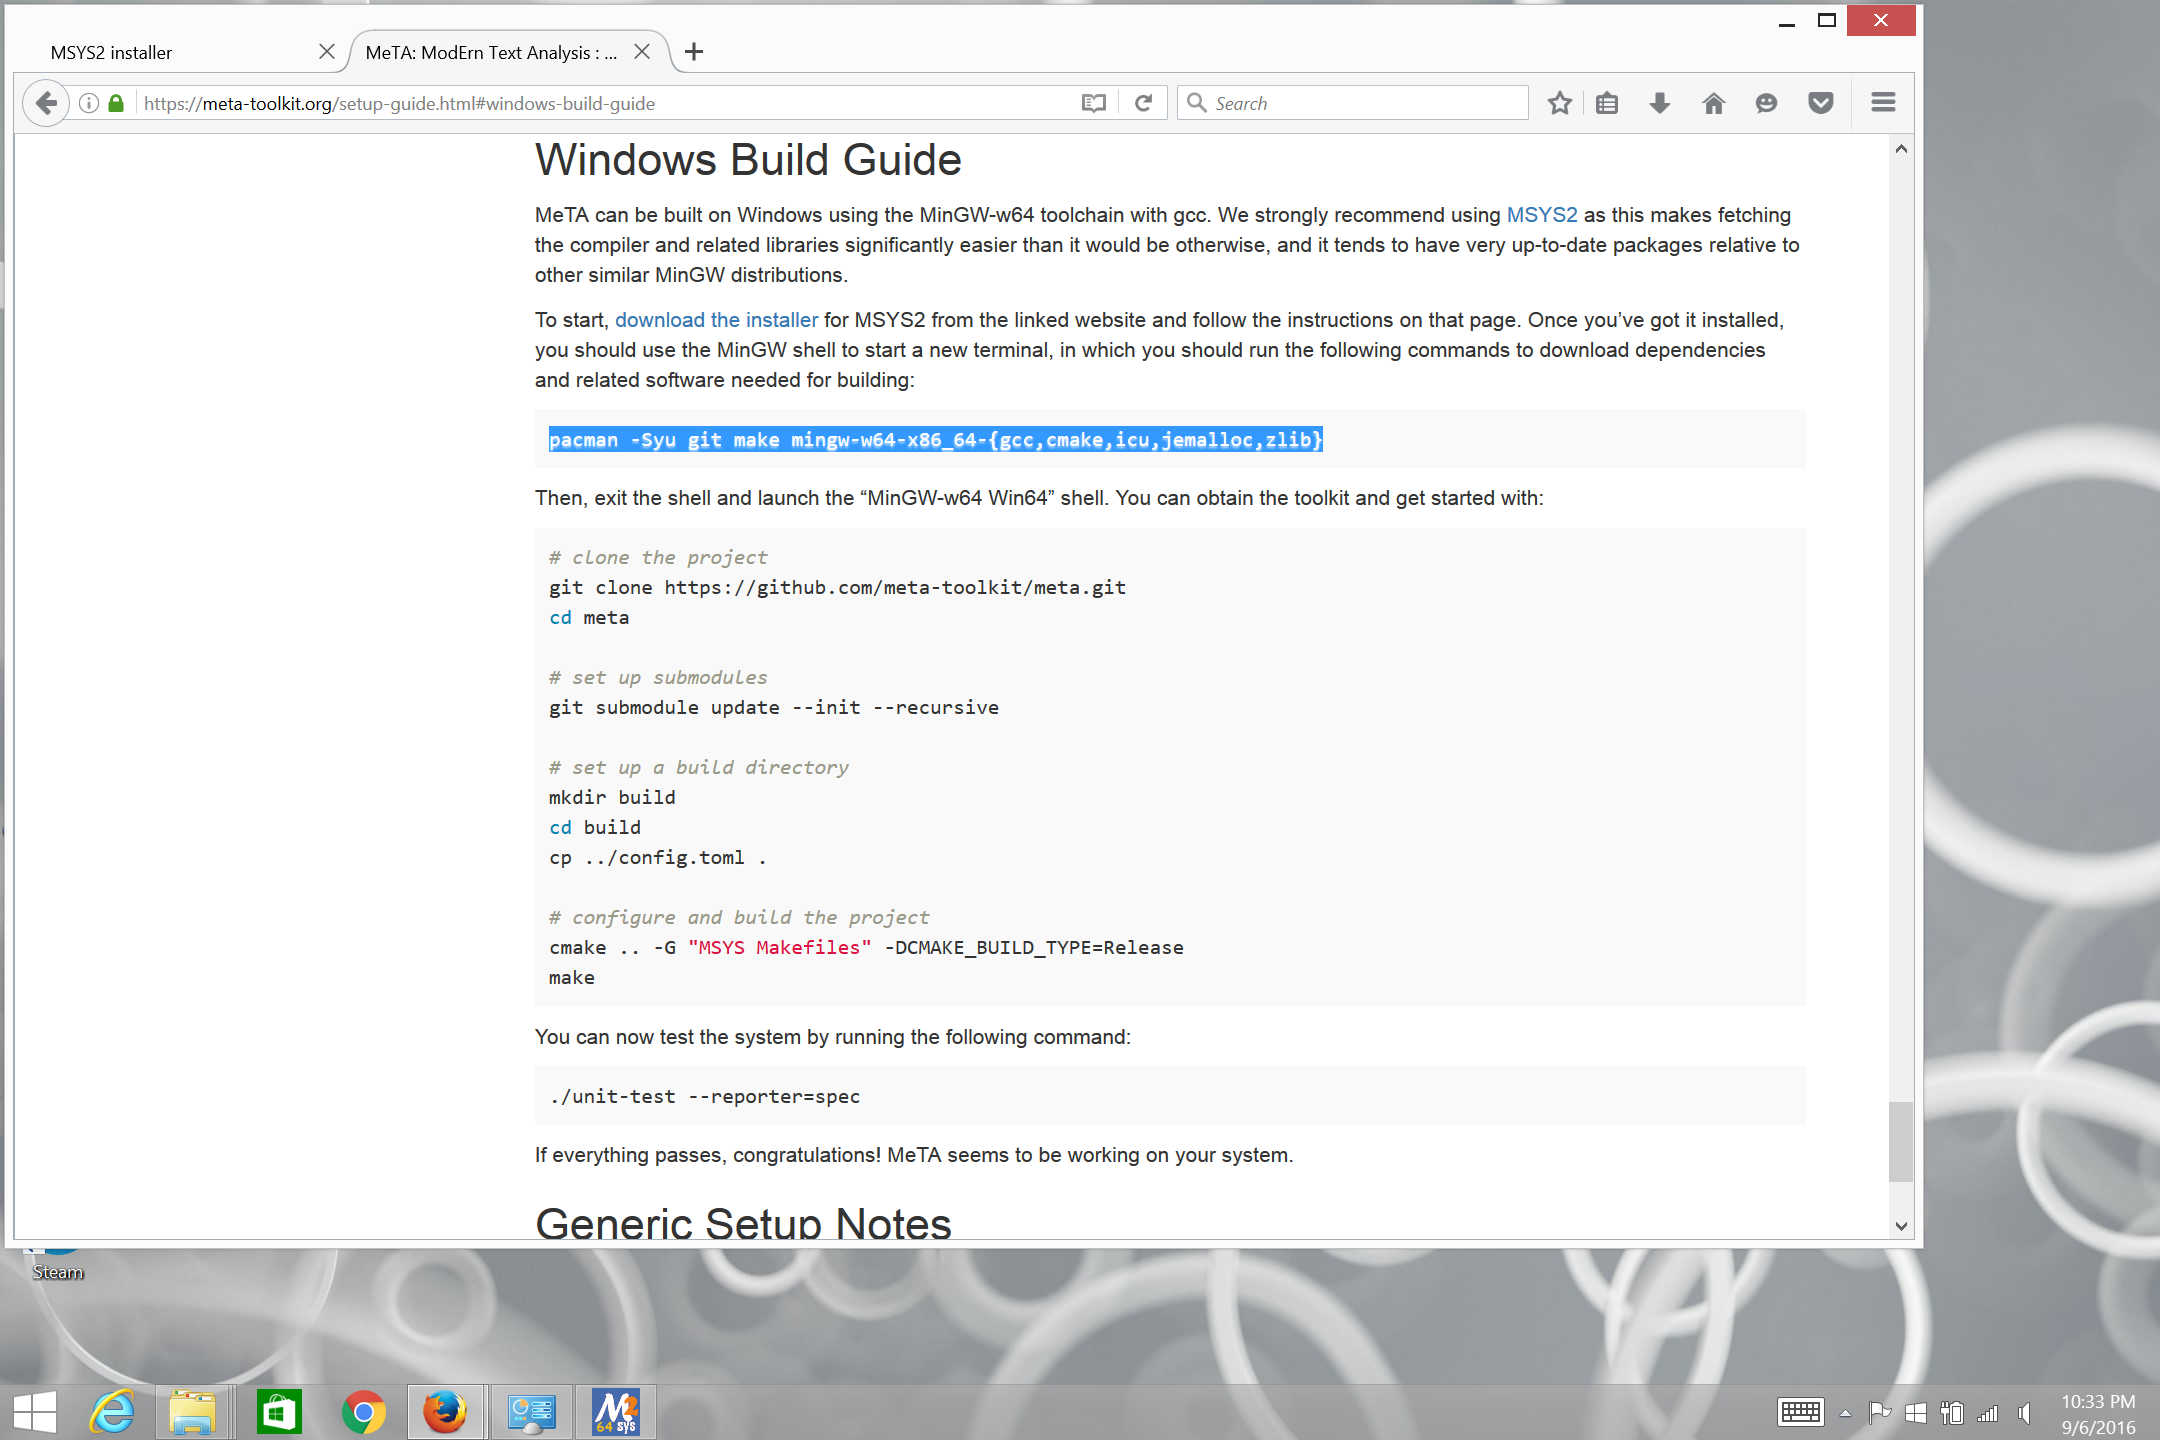 MSYS2 installer
MeTA: ModErn Text Analysis : ...
https://meta-toolkit.org/setup-guide.html#windows-build-guide
Search
Windows Build Guide
MeTA can be built on Windows using the MinGW-w64 toolchain with gcc. We strongly recommend using MSYS2 as this makes fetching
the compiler and related libraries significantly easier than it would be otherwise, and it tends to have very up-to-date packages relative to
other similar MinGW distributions.
To start, download the installer for MSYS2 from the linked website and follow the instructions on that page. Once you’ve got it installed,
you should use the MinGW shell to start a new terminal, in which you should run the following commands to download dependencies
and related software needed for building:
pacman -Syu git make mingw-w64-x86_64-{gcc,cmake,icu,jemalloc,zlib}
Then, exit the shell and launch the “MinGW-w64 Win64” shell. You can obtain the toolkit and get started with:
# clone the project
git clone https://github.com/meta-toolkit/meta.git
cd meta
# set up submodules
git submodule update --init --recursive
# set up a build directory
mkdir build
cd build
cp ../config.toml .
# configure and build the project
cmake .. -G "MSYS Makefiles" -DCMAKE_BUILD_TYPE=Release
make
You can now test the system by running the following command:
./unit-test --reporter=spec
If everything passes, congratulations! MeTA seems to be working on your system.
Generic Setup Notes
Steam
M2
64 sys
10:33 PM
9/6/2016